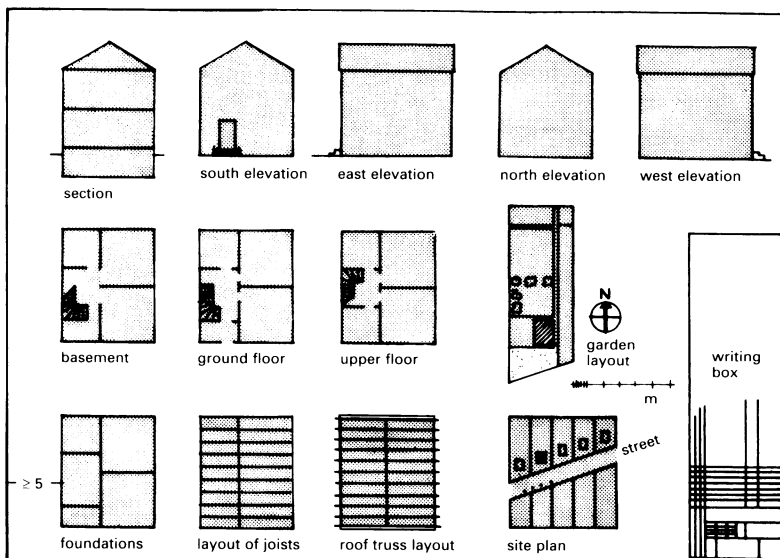 section
south elevation
east elevation
north elevation
west elevation
basement
ground floor
upper floor
N
garden
layout
m
writing
box
≥ 5
foundations
layout of joists
roof truss layout
site plan
street